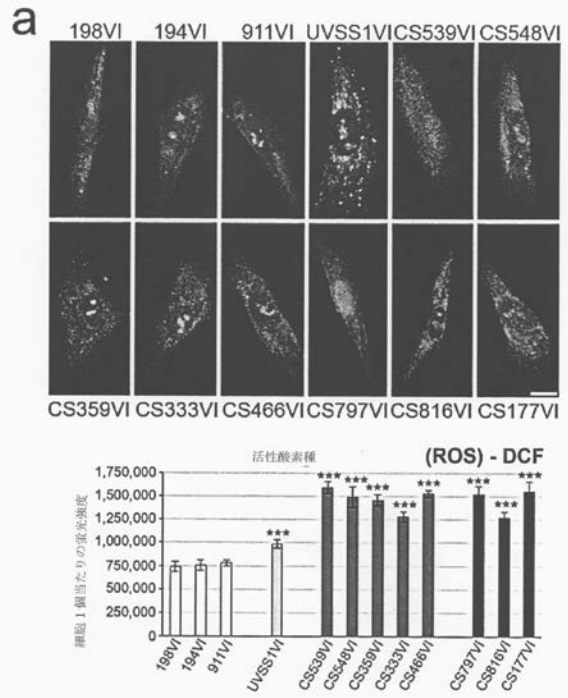 a
198VI 194VI 911VI UVSS1VI CS539VI CS548VI
CS359VI CS333VI CS466VI CS797VI CS816VI CS177VI
活性酸素種
(ROS) - DCF
細胞1個当たりの蛍光強度
1,750,000
1,500,000
1,250,000
1,000,000
750,000
500,000
250,000
0
*** *** *** *** *** *** *** *** ***
198VI 194VI 911VI UVSS1VI CS539VI CS548VI CS359VI CS333VI CS466VI CS797VI CS816VI CS177VI